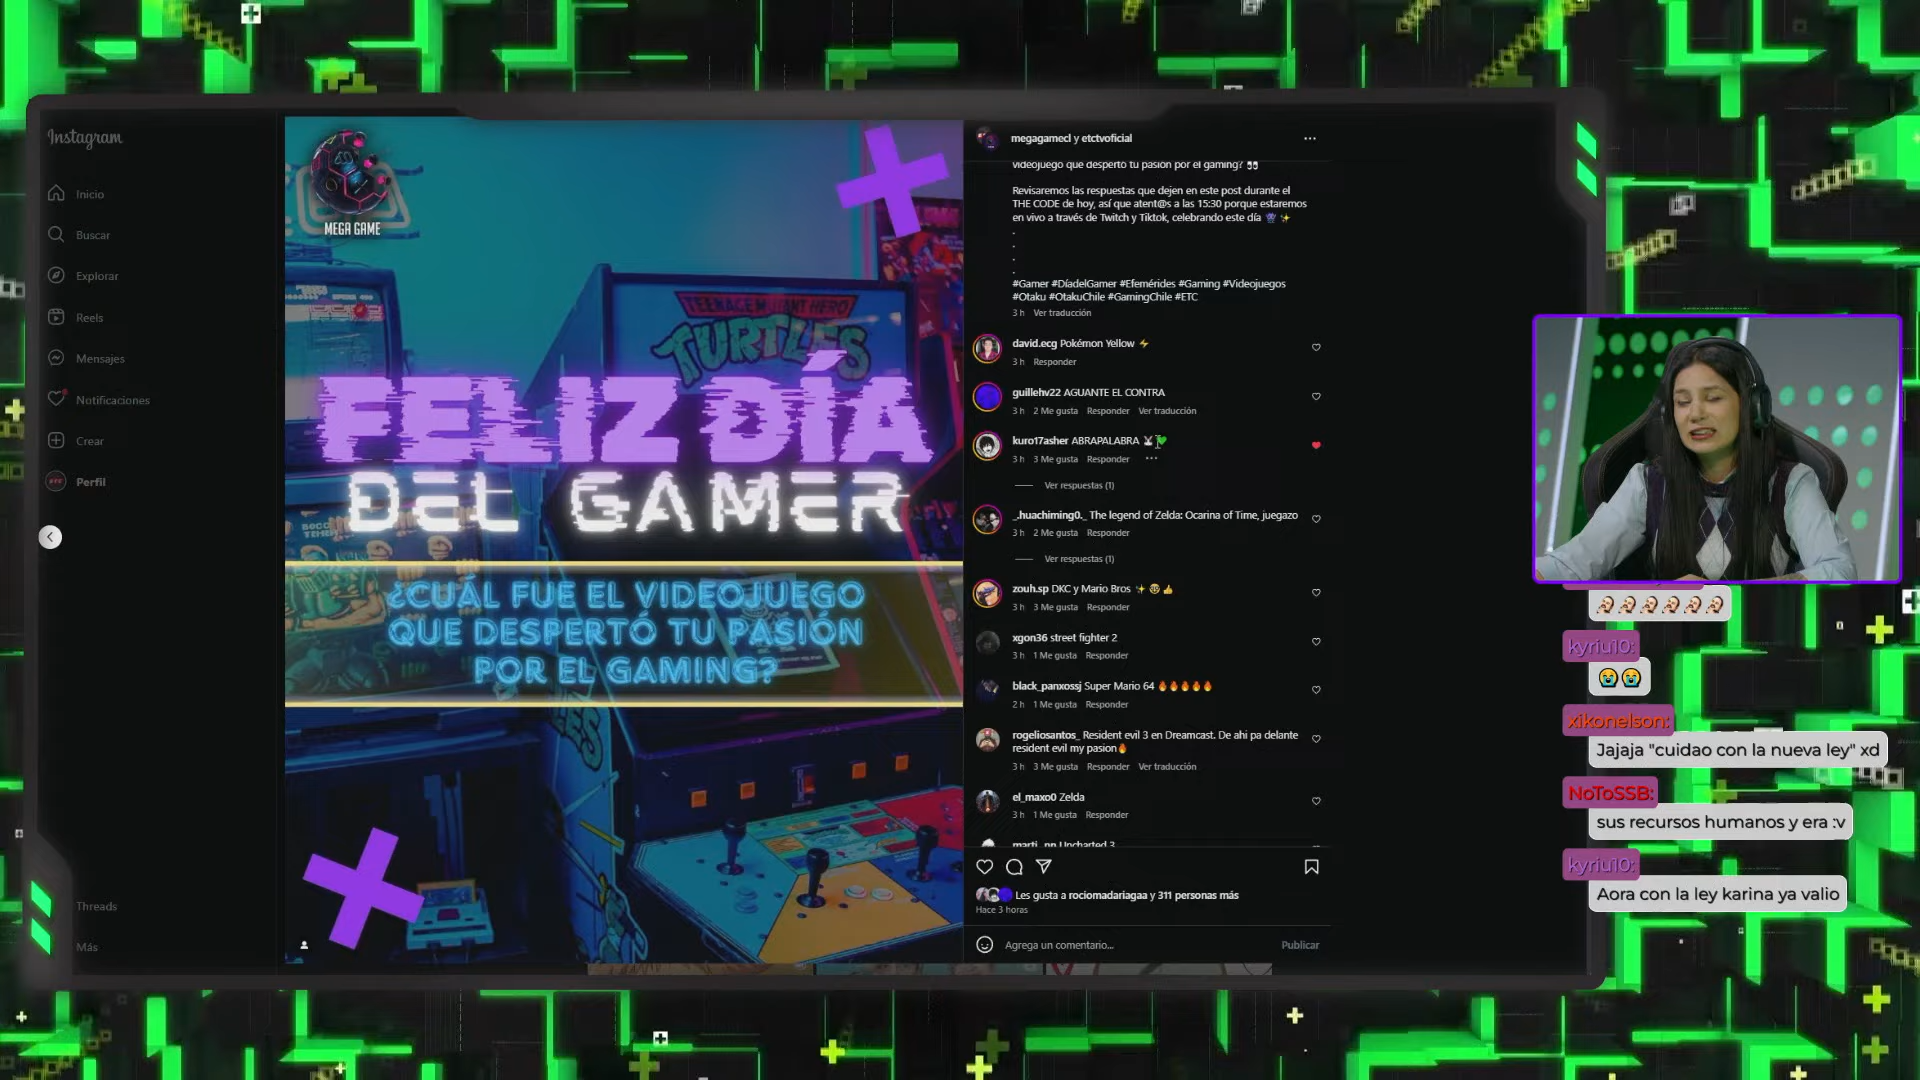 Instagram
Inicio
Buscar
Explorar
Reels
Mensajes
Notificaciones
Crear
Perfil
Threads
Más
MEGA GAME
TURTLES
FELIZ DÍA
DEL GAMER
¿CUÁL FUE EL VIDEOJUEGO
QUE DESPERTÓ TU PASIÓN
POR EL GAMING?
megagamecl y etctvoficial
videojuego que despertó tu pasión por el gaming? 👀
Revisaremos las respuestas que dejen en este post durante el
THE CODE de hoy, así que atent@s a las 15:30 porque estaremos
en vivo a través de Twitch y Tiktok, celebrando este día 👾 ✨
.
.
.
.
#Gamer #DíadelGamer #Efemérides #Gaming #Videojuegos
#Otaku #OtakuChile #GamingChile #ETC
3 h Ver traducción
david.ecg Pokémon Yellow ⚡
3 h Responder
guillehv22 AGUANTE EL CONTRA
3 h 2 Me gusta Responder Ver traducción
kuro17asher ABRAPALABRA
3 h 3 Me gusta Responder ...
Ver respuestas (1)
_.huachiming0._ The legend of Zelda: Ocarina of Time, juegazo
3 h 2 Me gusta Responder
Ver respuestas (1)
zouh.sp DKC y Mario Bros ✨ 🤠 👍
3 h 3 Me gusta Responder
xgon36 street fighter 2
3 h 1 Me gusta Responder
black_panxossj Super Mario 64 🔥🔥🔥🔥🔥
2 h 1 Me gusta Responder
rogeliosantos_ Resident evil 3 en Dreamcast. De ahi pa delante
resident evil my pasion🔥
3 h 3 Me gusta Responder Ver traducción
el_maxo0 Zelda
3 h 1 Me gusta Responder
marti_nn Uncharted 3
Les gusta a rociomadariagaa y 311 personas más
Hace 3 horas
Agrega un comentario...
Publicar
kyriu10:
😭😭
xikonelson:
Jajaja "cuidao con la nueva ley" xd
NoToSSB:
sus recursos humanos y era :v
kyriu10:
Aora con la ley karina ya valio